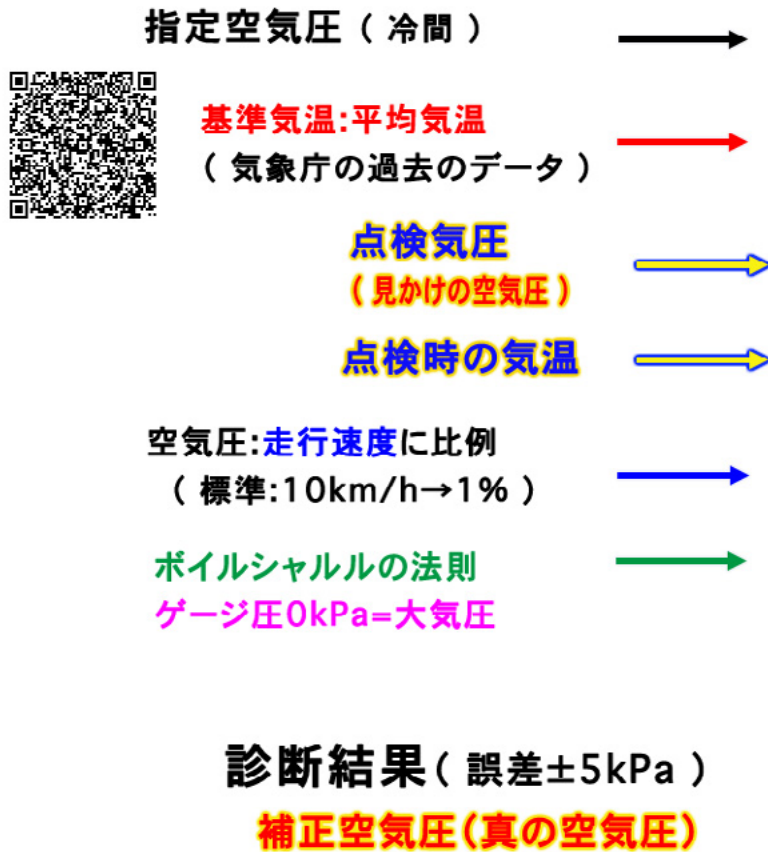 指定空気圧 ( 冷間 )
基準気温:平均気温
( 気象庁の過去のデータ )
点検気圧
( 見かけの空気圧 )
点検時の気温
空気圧:走行速度に比例
( 標準:10km/h→1% )
ボイルシャルルの法則
ゲージ圧0kPa=大気圧
診断結果( 誤差±5kPa )
補正空気圧(真の空気圧)